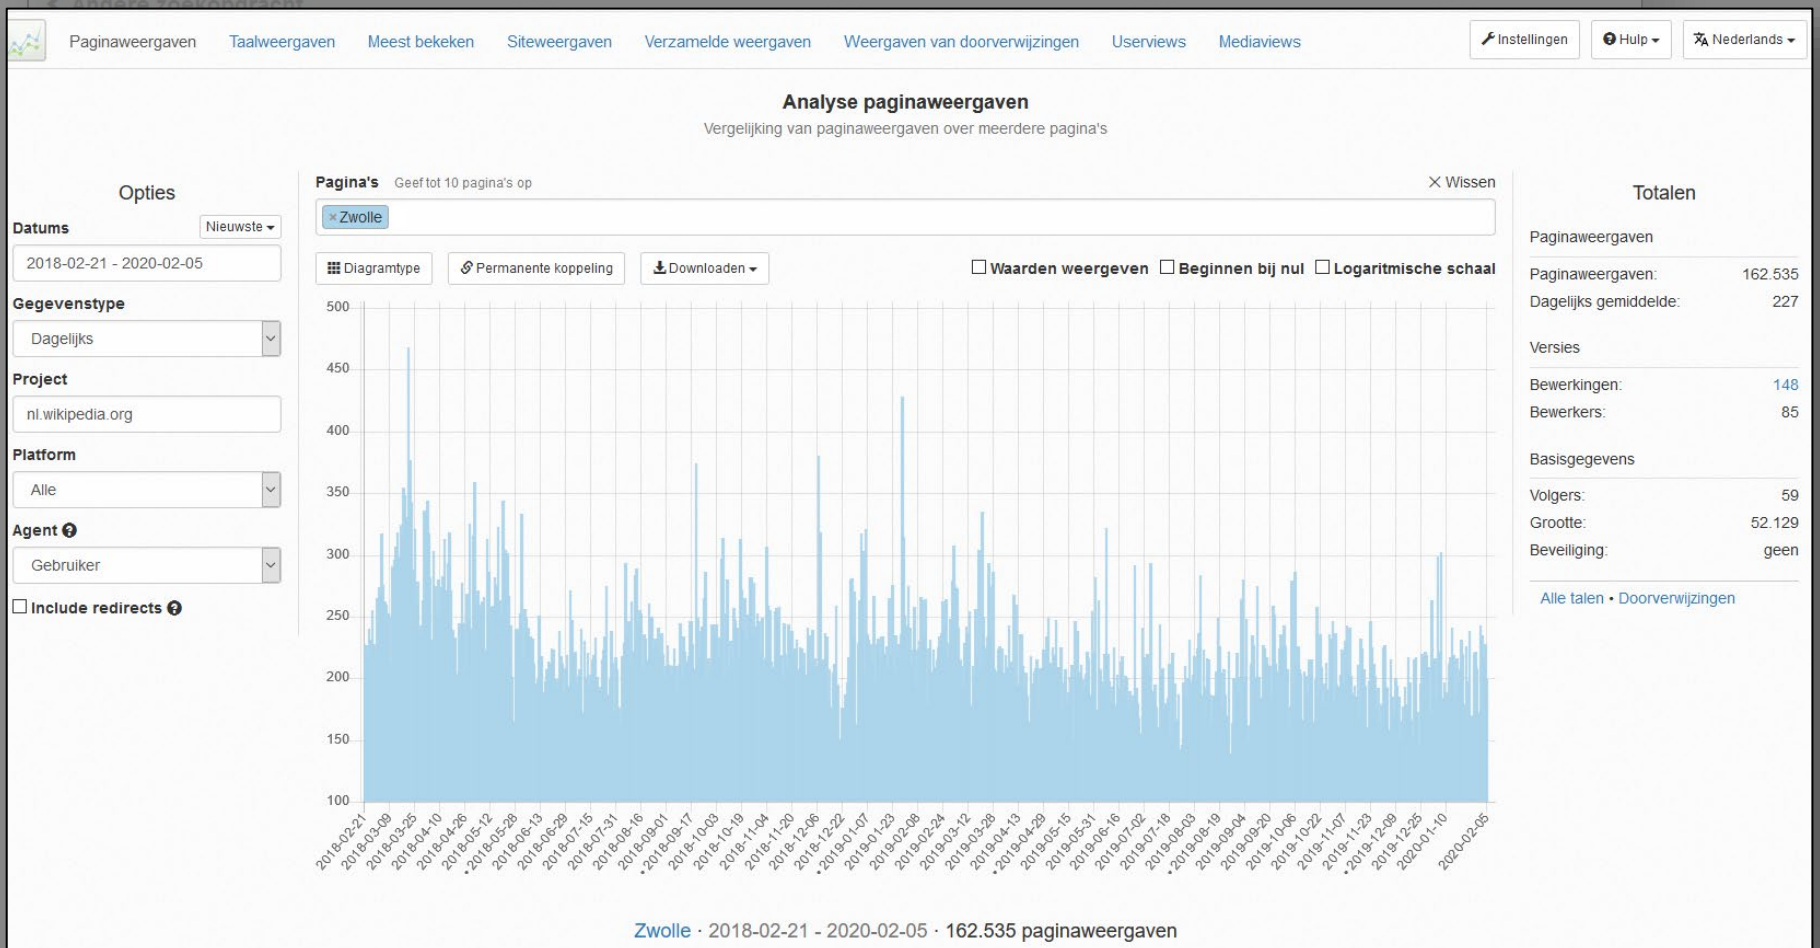 Andere zoekopdracht
Paginaweergaven Taalweergaven Meest bekeken Siteweergaven Verzamelde weergaven Weergaven van doorverwijzingen Userviews Mediaviews Instellingen Hulp Nederlands
Analyse paginaweergaven
Vergelijking van paginaweergaven over meerdere pagina's
Opties
Datums Nieuwste
2018-02-21 - 2020-02-05
Gegevenstype
Dagelijks
Project
nl.wikipedia.org
Platform
Alle
Agent
Gebruiker
Include redirects
Pagina's Geef tot 10 pagina's op × Wissen
× Zwolle
Diagramtype Permanente koppeling Downloaden Waarden weergeven Beginnen bij nul Logaritmische schaal
500
450
400
350
300
250
200
150
100
2018-02-21
2018-03-09
2018-03-25
2018-04-10
2018-04-26
2018-05-12
2018-05-28
2018-06-13
2018-06-29
2018-07-15
2018-07-31
2018-08-16
2018-09-01
2018-09-17
2018-10-03
2018-10-19
2018-11-04
2018-11-20
2018-12-06
2018-12-22
2019-01-07
2019-01-23
2019-02-08
2019-02-24
2019-03-12
2019-03-28
2019-04-13
2019-04-29
2019-05-15
2019-05-31
2019-06-16
2019-07-02
2019-07-18
2019-08-03
2019-08-19
2019-09-04
2019-09-20
2019-10-06
2019-10-22
2019-11-07
2019-11-23
2019-12-09
2019-12-25
2020-01-10
2020-02-05
Zwolle · 2018-02-21 - 2020-02-05 · 162.535 paginaweergaven
Totalen
Paginaweergaven
Paginaweergaven: 162.535
Dagelijks gemiddelde: 227
Versies
Bewerkingen: 148
Bewerkers: 85
Basisgegevens
Volgers: 59
Grootte: 52.129
Beveiliging: geen
Alle talen • Doorverwijzingen